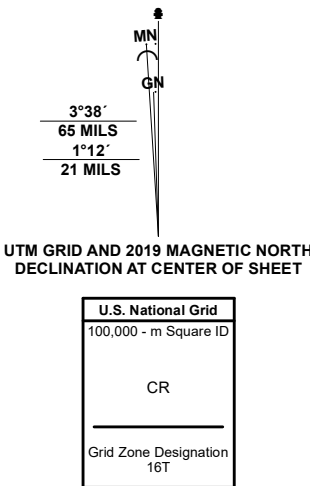 MN
GN
3°38´
65 MILS
1°12´
21 MILS
UTM GRID AND 2019 MAGNETIC NORTH
DECLINATION AT CENTER OF SHEET
U.S. National Grid
100,000 - m Square ID
CR
Grid Zone Designation
16T